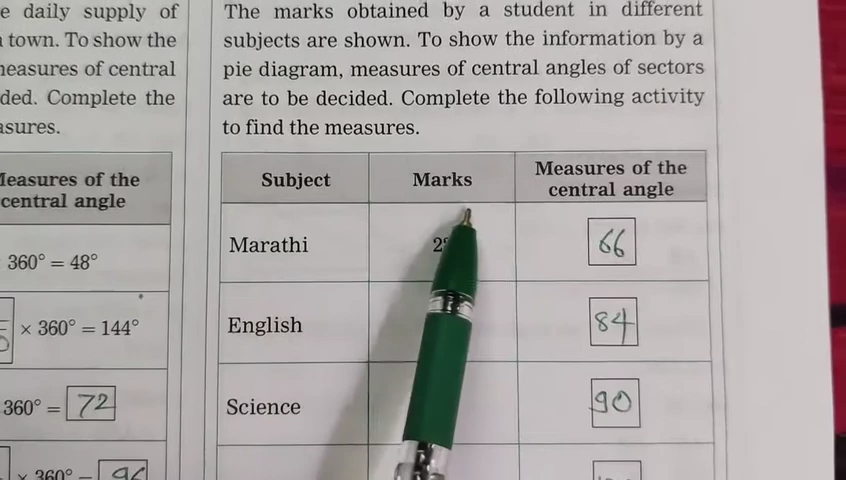 e daily supply of
town. To show the
measures of central
ded. Complete the
asures.
Measures of the
central angle
360° = 48°
× 360° = 144°
360° = 72
× 360° = 96
The marks obtained by a student in different
subjects are shown. To show the information by a
pie diagram, measures of central angles of sectors
are to be decided. Complete the following activity
to find the measures.
Subject Marks Measures of the
central angle
Marathi 66
English 84
Science 90